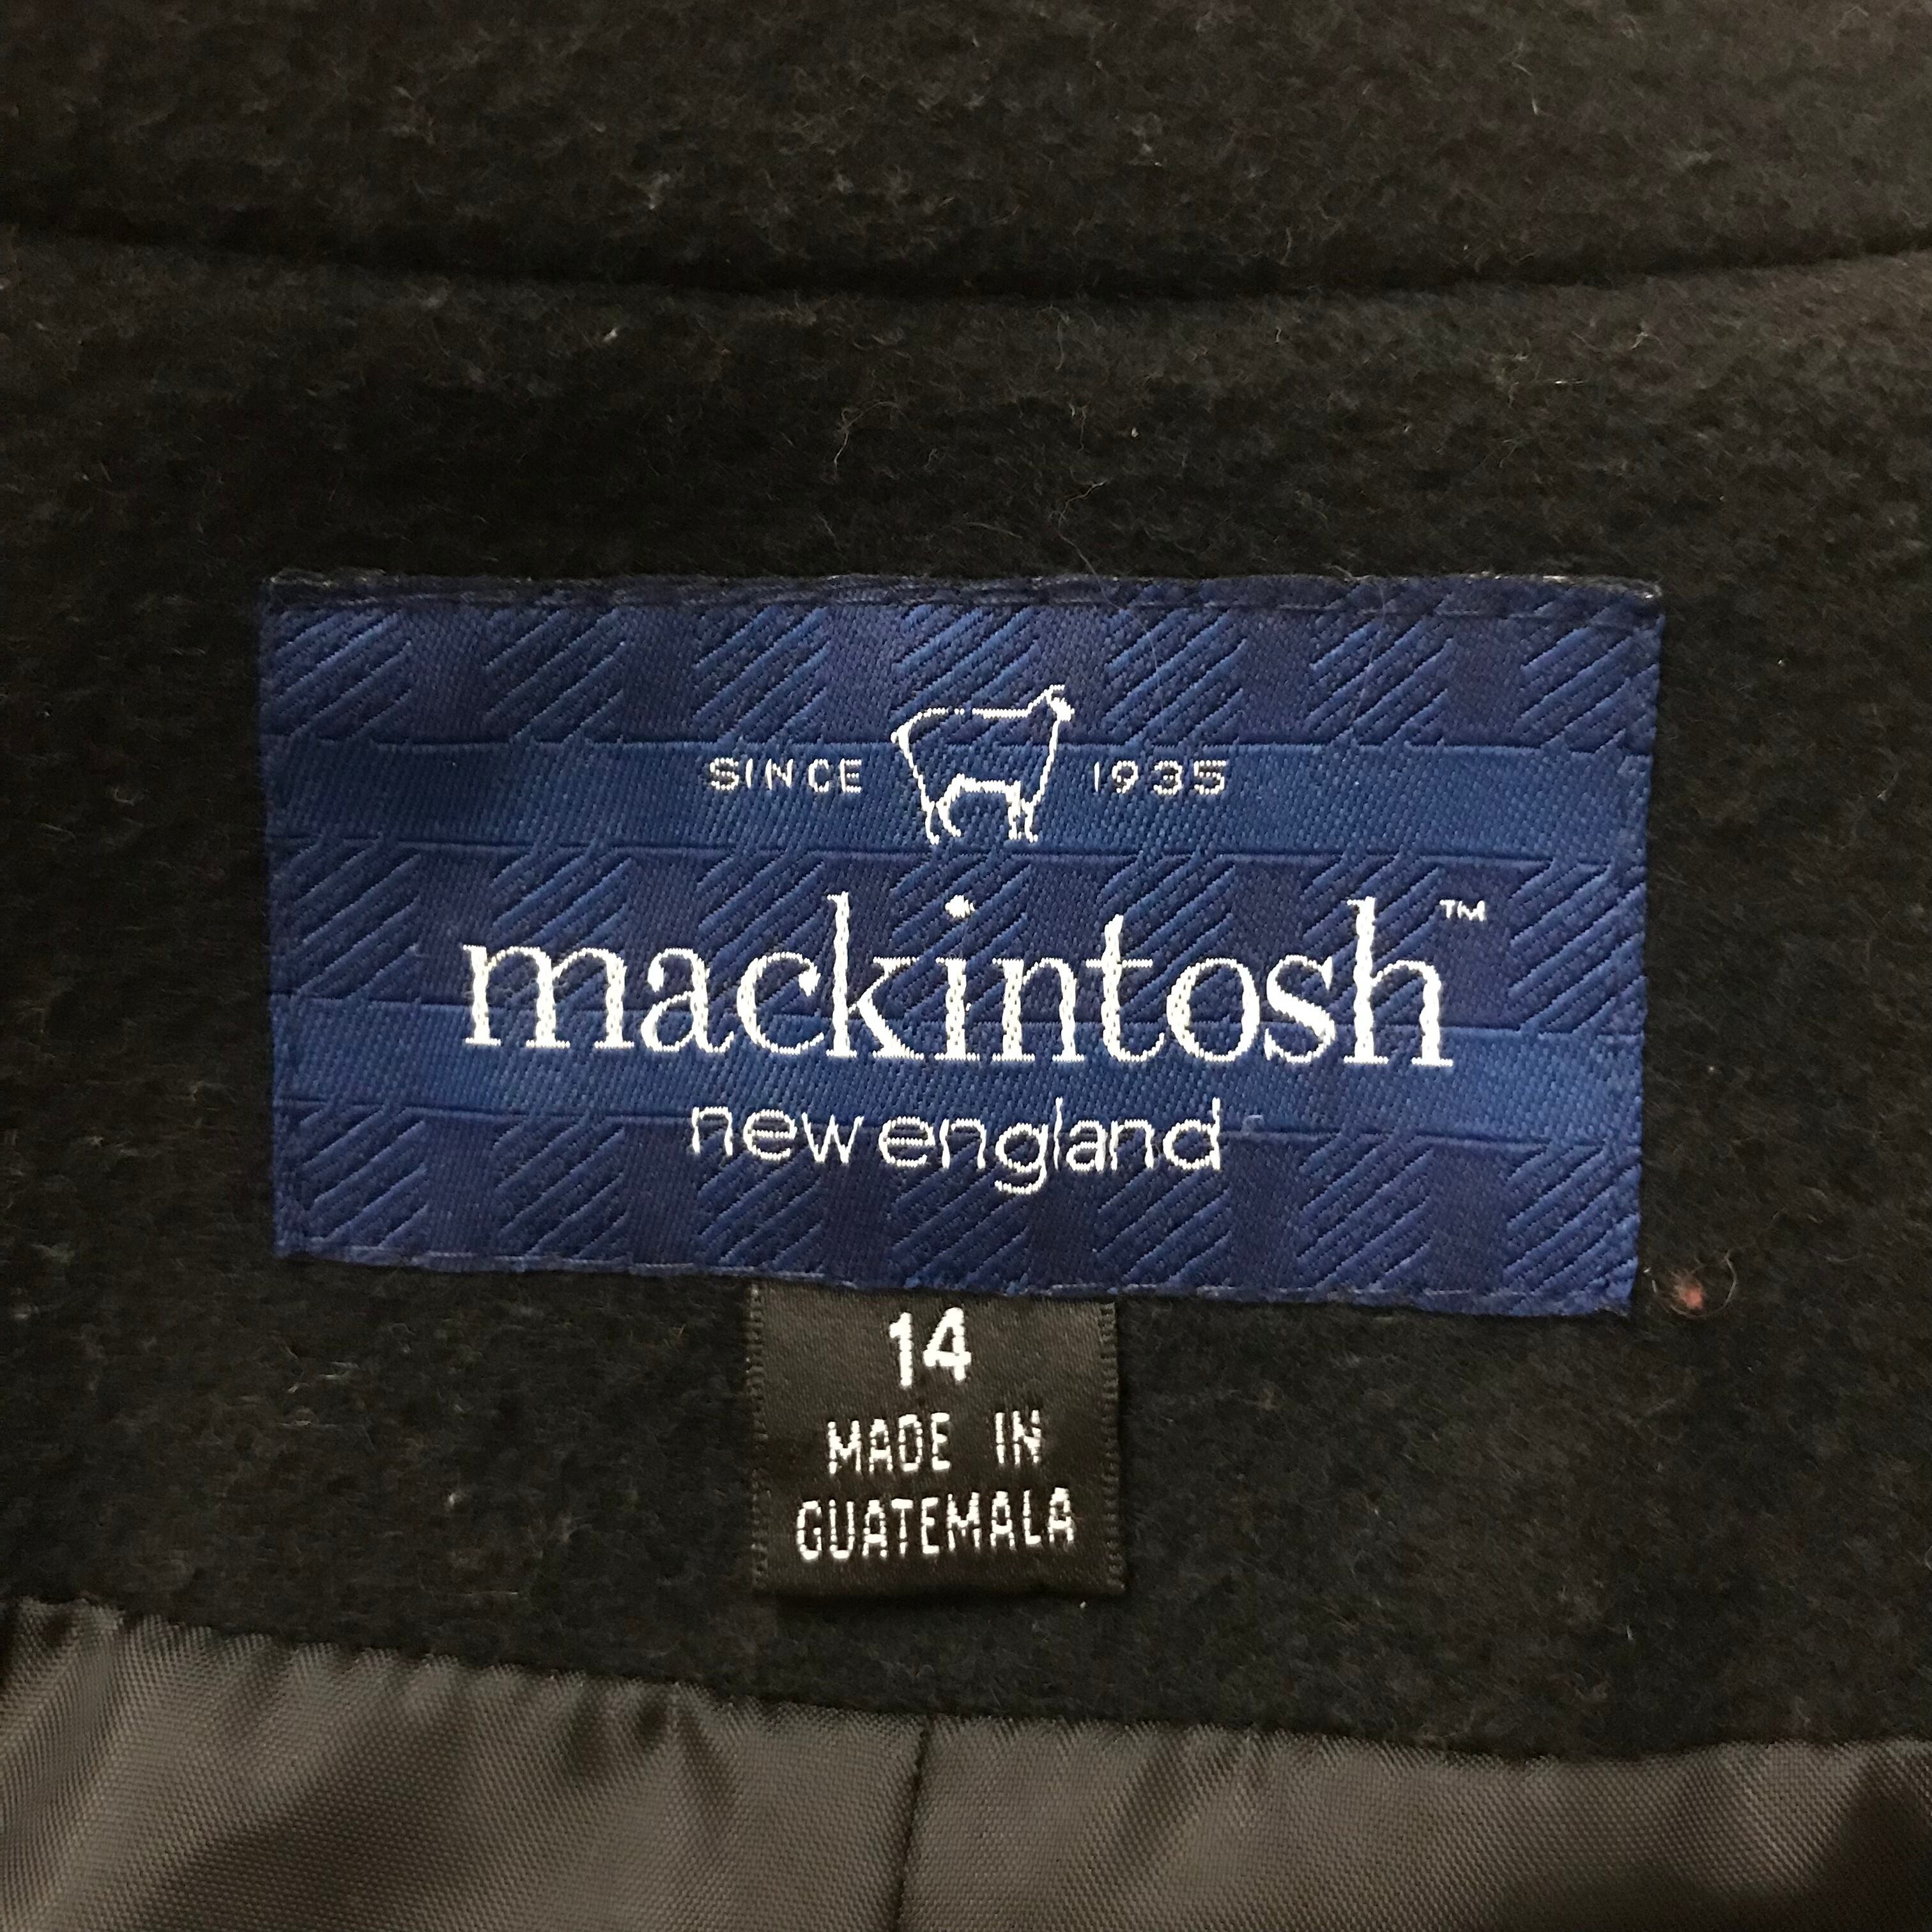 SINCE 1935
mackintosh™
new england
14
MADE IN
GUATEMALA